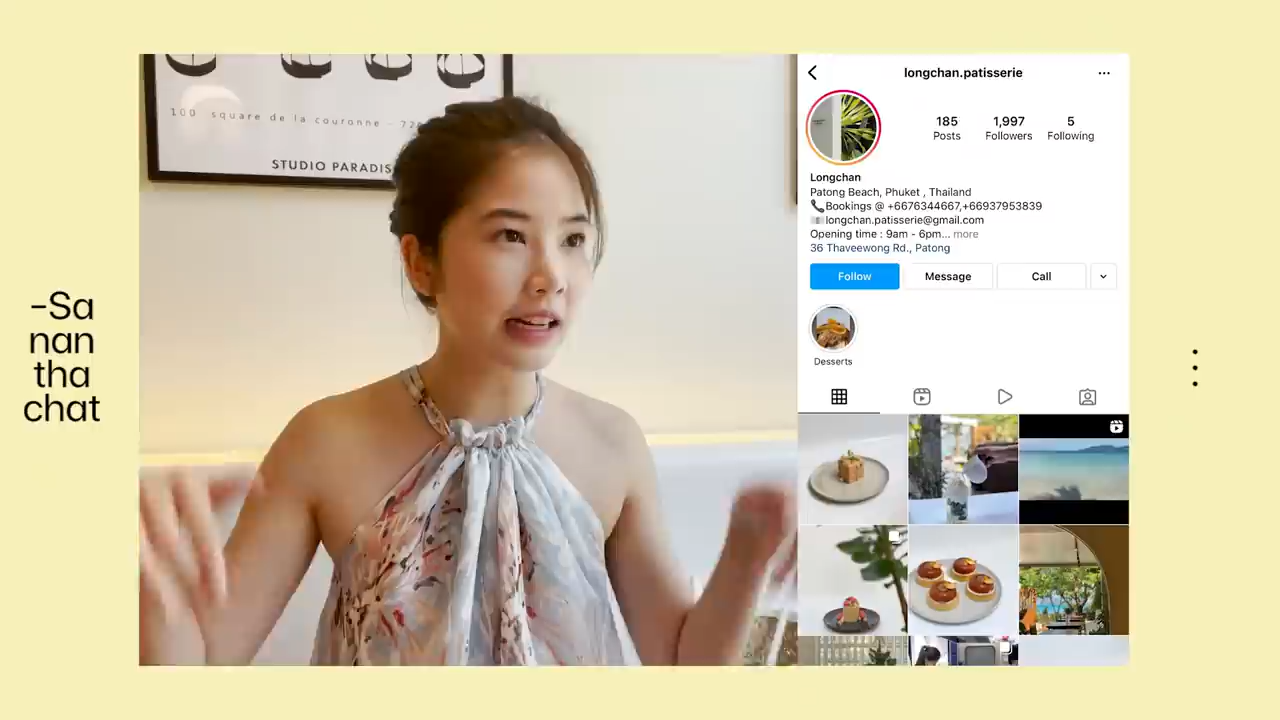 -Sa
nan
tha
chat
100 square de la couronne - 72
STUDIO PARADIS
longchan.patisserie
185
1,997
5
Posts
Followers
Following
Longchan
Patong Beach, Phuket , Thailand
Bookings @ +6676344667,+66937953839
longchan.patisserie@gmail.com
Opening time : 9am - 6pm... more
36 Thaveewong Rd., Patong
Follow
Message
Call
Desserts